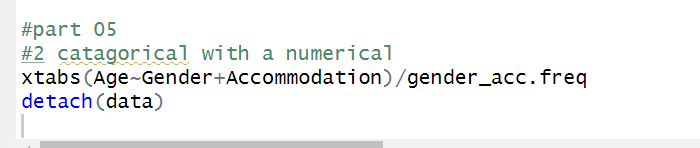 #part 05
#2 catagorical with a numerical
xtabs(Age~Gender+Accommodation)/gender_acc.freq
detach(data)